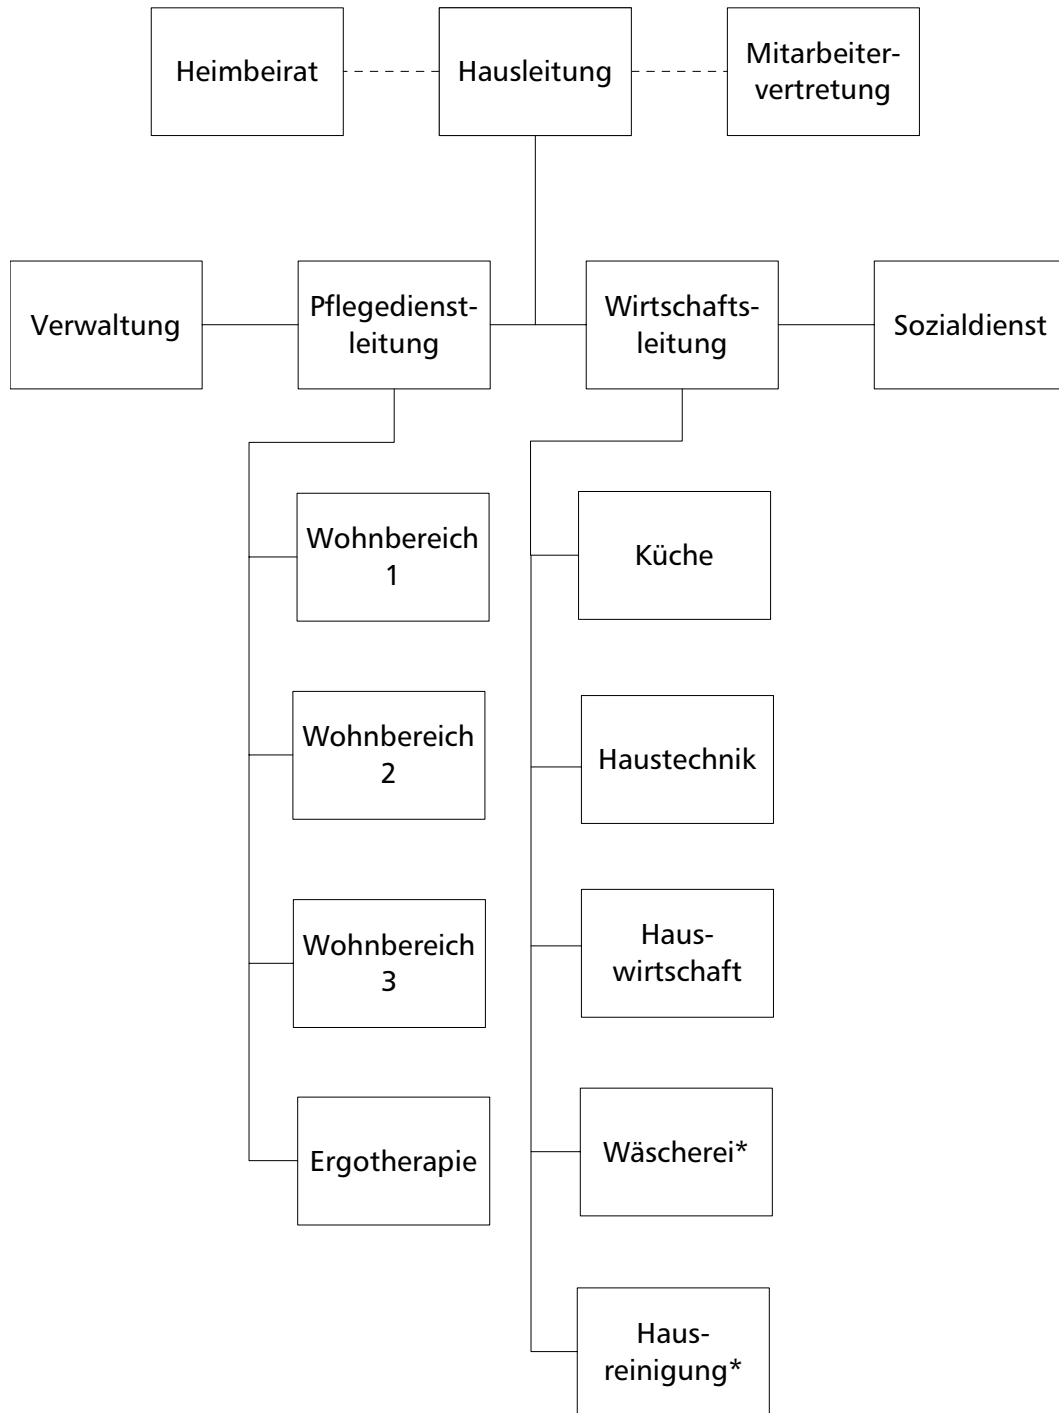 Heimbeirat
Hausleitung
Mitarbeiter-
vertretung
Verwaltung
Pflegedienst-
leitung
Wirtschafts-
leitung
Sozialdienst
Wohnbereich
1
Küche
Wohnbereich
2
Haustechnik
Wohnbereich
3
Haus-
wirtschaft
Ergotherapie
Wäscherei*
Haus-
reinigung*